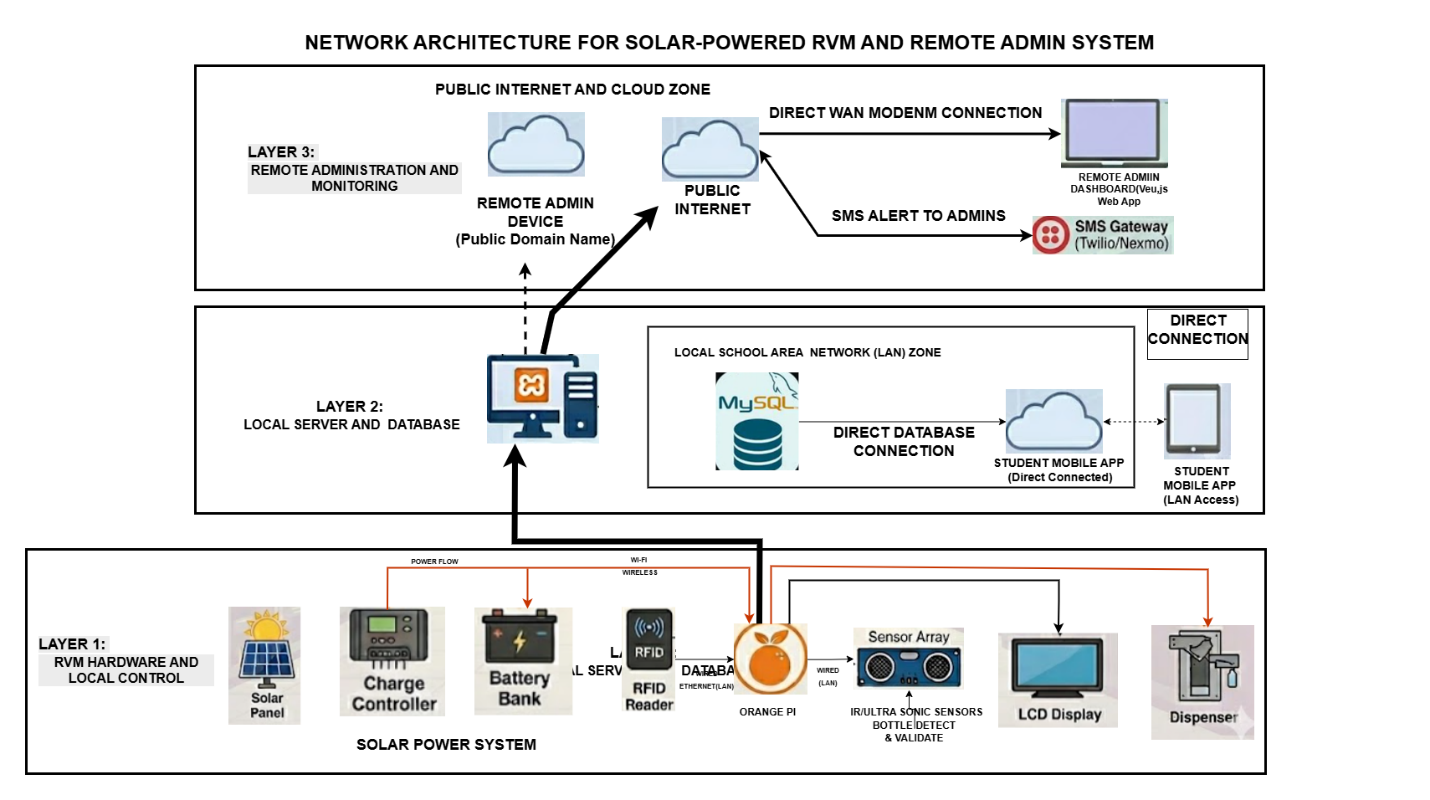 NETWORK ARCHITECTURE FOR SOLAR-POWERED RVM AND REMOTE ADMIN SYSTEM
PUBLIC INTERNET AND CLOUD ZONE
DIRECT WAN MODENM CONNECTION
LAYER 3:
REMOTE ADMINISTRATION AND
MONITORING
REMOTE ADMIN
DEVICE
(Public Domain Name)
PUBLIC
INTERNET
REMOTE ADMIIN
DASHBOARD(Veu,js
Web App
SMS ALERT TO ADMINS
SMS Gateway
(Twilio/Nexmo)
DIRECT
CONNECTION
LOCAL SCHOOL AREA NETWORK (LAN) ZONE
LAYER 2:
LOCAL SERVER AND DATABASE
MySQL
DIRECT DATABASE
CONNECTION
STUDENT MOBILE APP
(Direct Connected)
STUDENT
MOBILE APP
(LAN Access)
POWER FLOW
WI-FI
WIRELESS
LAYER 1:
RVM HARDWARE AND
LOCAL CONTROL
Solar
Panel
Charge
Controller
Battery
Bank
RFID
RFID
Reader
LA
AL SERV
DATABA
ETHERNET(LAN)
ORANGE PI
WIRED
(LAN)
Sensor Array
IR/ULTRA SONIC SENSORS
BOTTLE DETECT
& VALIDATE
LCD Display
Dispenser
SOLAR POWER SYSTEM